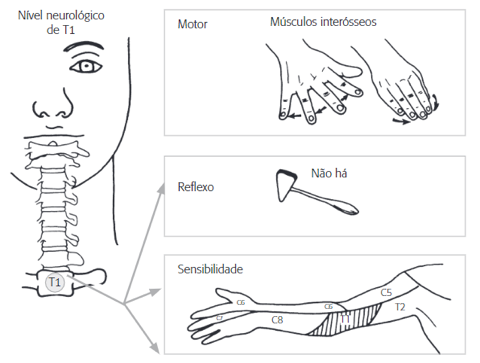 Nível neurológico
de T1
T1
Motor
Músculos interósseos
Reflexo
Não há
Sensibilidade
C6
C6
C5
C7
C8
T1
T2